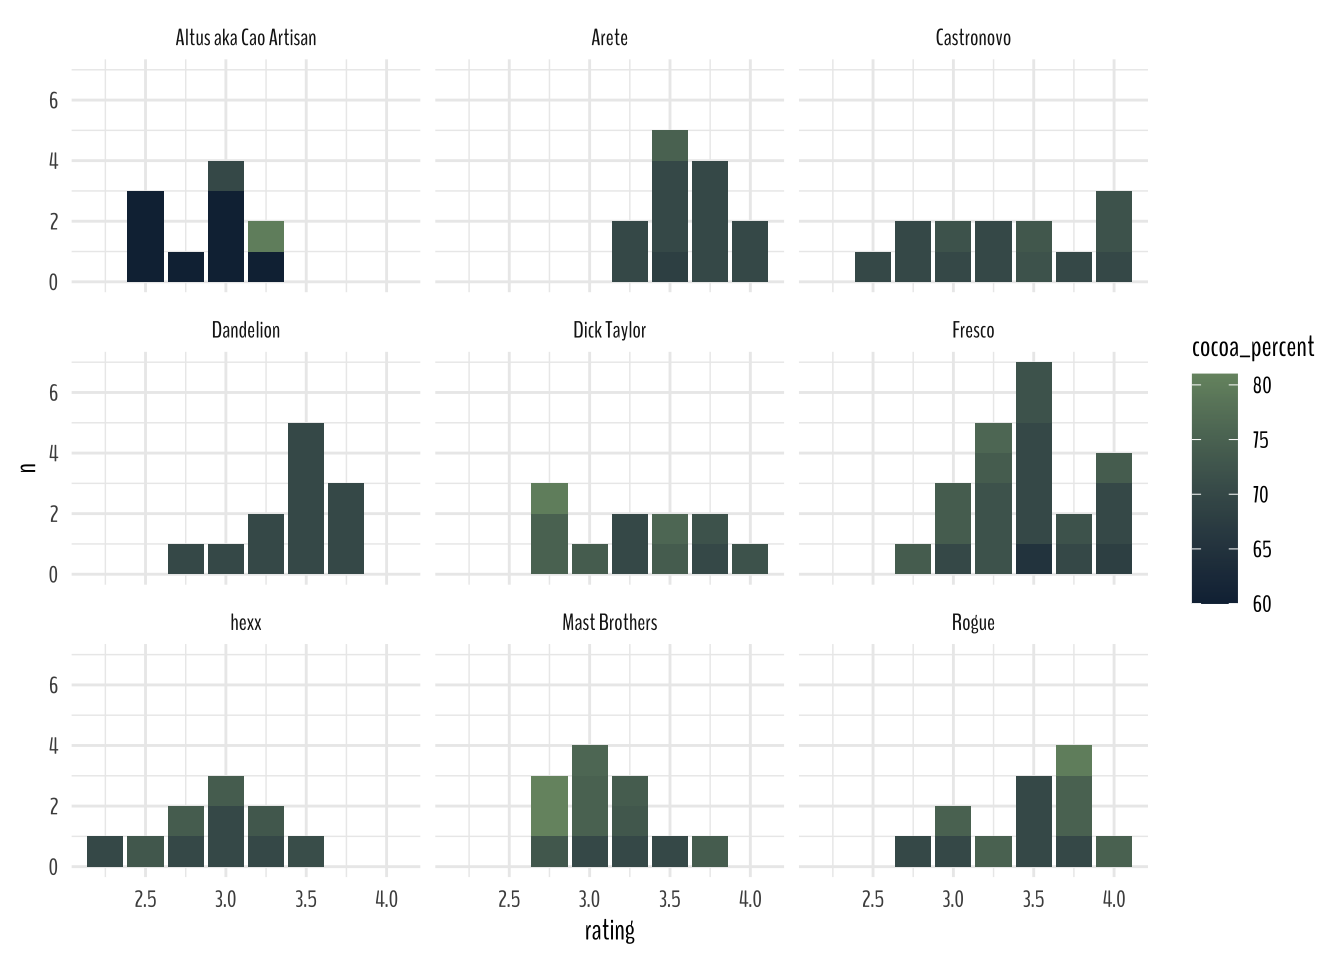 Altus aka Cao Artisan
Arete
Castronovo
6
4
2
0
Dandelion
Dick Taylor
Fresco
6
4
2
0
n
cocoa_percent
80
75
70
65
60
hexx
Mast Brothers
Rogue
6
4
2
0
2.5 3.0 3.5 4.0
2.5 3.0 3.5 4.0
2.5 3.0 3.5 4.0
rating